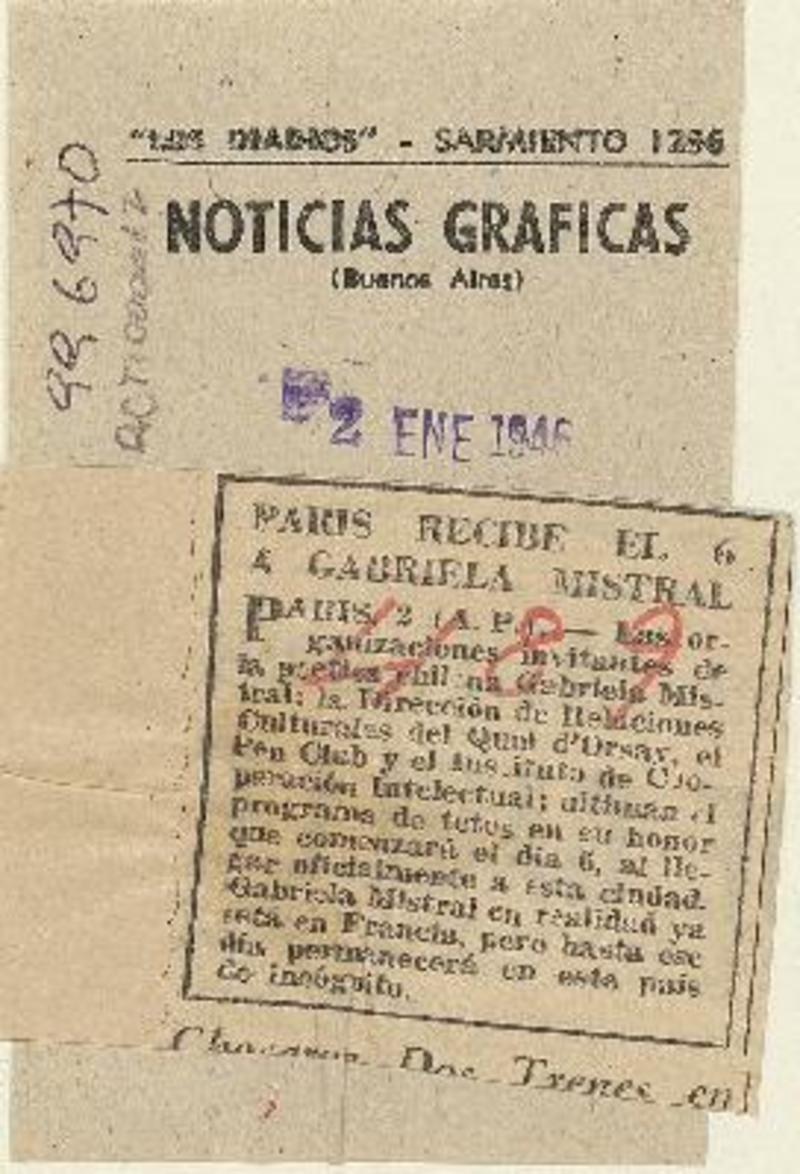 "LOS DIARIOS" - SARMIENTO 1236
NOTICIAS GRAFICAS
(Buenos Aires)
996970
2 ENE 1946
PARIS RECIBE EL 6
A GABRIELA MISTRAL
PARIS, 2 (A. P.). — Las or-
ganizaciones invitantes de
la poetisa chilena Gabriela Mis-
tral: la Dirección de Relaciones
Culturales del Quai d'Orsay, el
Pen Club y el Instituto de Coo-
peración Intelectual; ultiman el
programa de
en su honor
que comenzará el día 6, al lle-
gar oficialmente a esta ciudad.
Gabriela Mistral en realidad ya
está en Francia, pero hasta ese
día permanecerá en este país
de incógnito.
Dos Trenes en